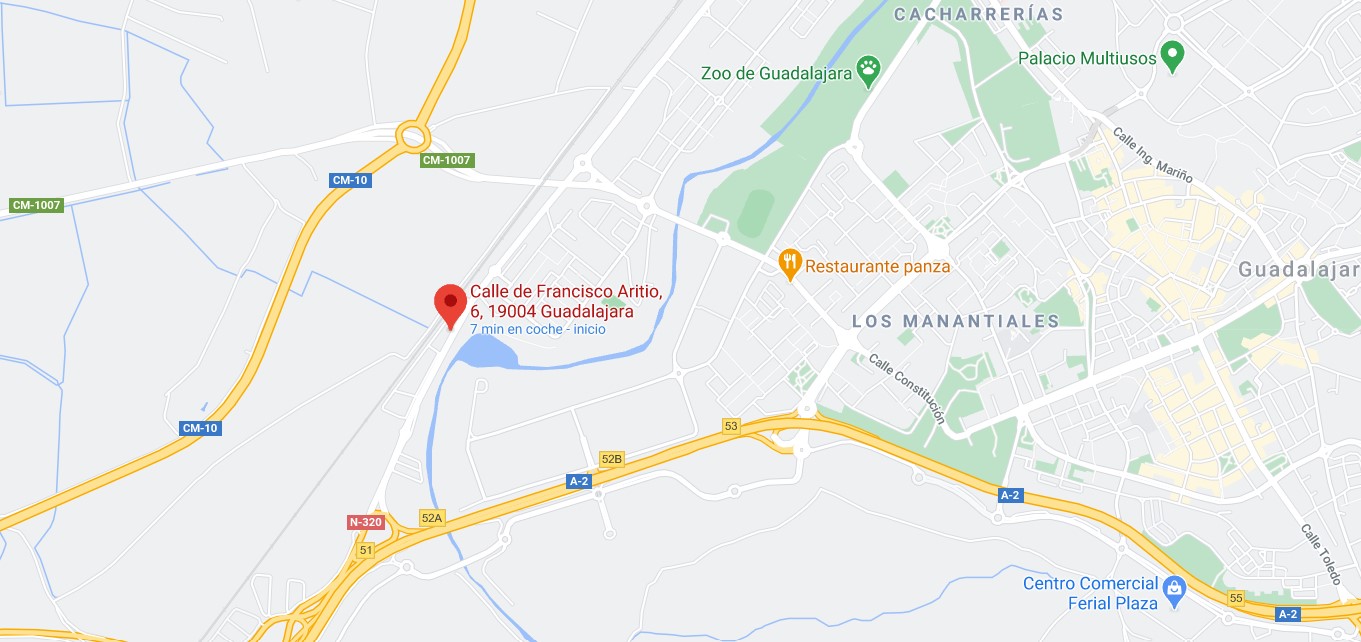 CACHARRERÍAS
Palacio Multiusos
Zoo de Guadalajara
Calle Ing. Mariño
CM-1007
CM-10
CM-1007
Restaurante panza
Guadalajar
Calle de Francisco Aritio,
6, 19004 Guadalajara
7 min en coche - inicio
LOS MANANTIALES
Calle Constitución
CM-10
53
52B
A-2
A-2
52A
N-320
51
Calle Toledo
Centro Comercial
Ferial Plaza
55
A-2